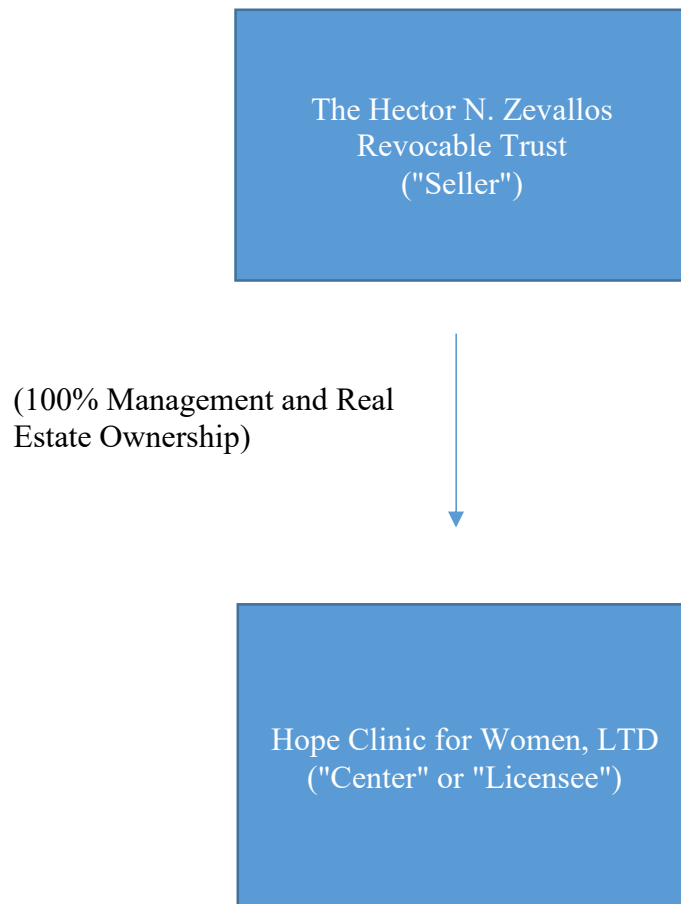 The Hector N. Zevallos
Revocable Trust
("Seller")
(100% Management and Real
Estate Ownership)
Hope Clinic for Women, LTD
("Center" or "Licensee")